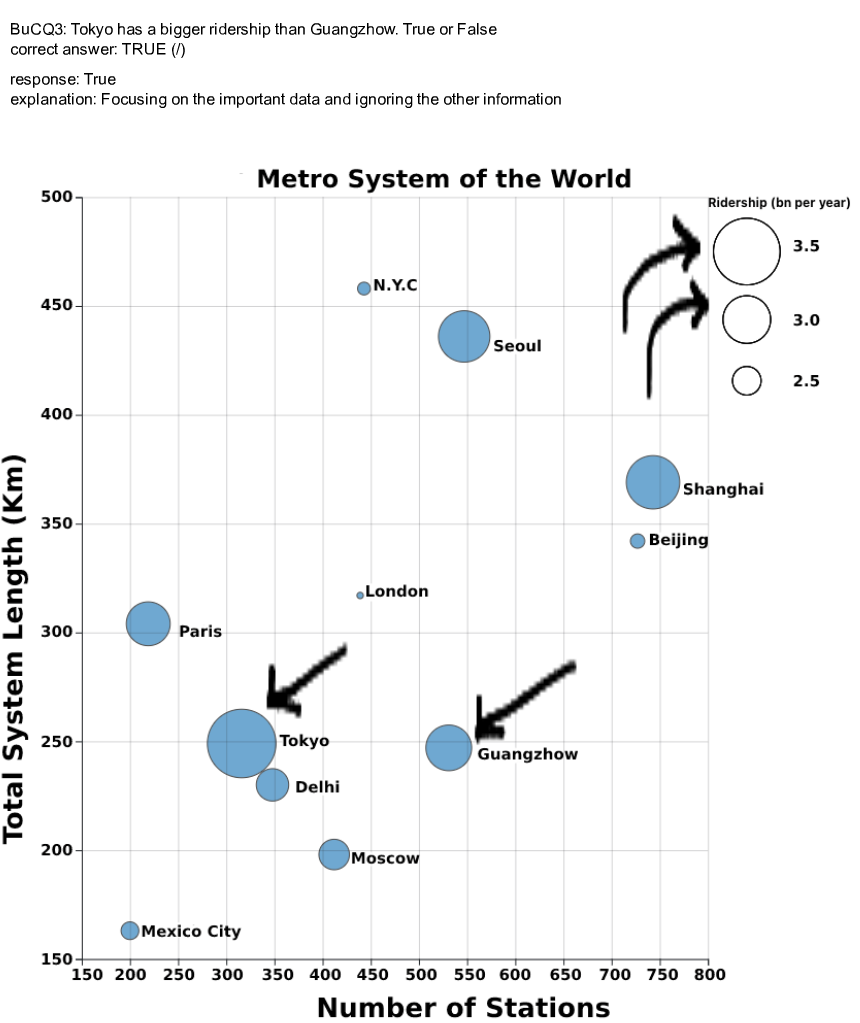 BuCQ3: Tokyo has a bigger ridership than Guangzhow. True or False
correct answer: TRUE (/)
response: True
explanation: Focusing on the important data and ignoring the other information
Metro System of the World
Ridership (bn per year)
3.5
3.0
2.5
500
450
400
350
300
250
200
150
Total System Length (Km)
N.Y.C
Seoul
Shanghai
Beijing
London
Paris
Tokyo
Guangzhow
Delhi
Moscow
Mexico City
150 200 250 300 350 400 450 500 550 600 650 700 750 800
Number of Stations